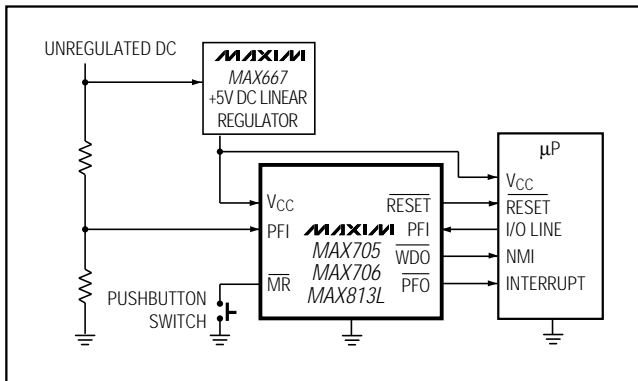 UNREGULATED DC
MAXIM
MAX667
+5V DC LINEAR
REGULATOR
µP
VCC
RESET
I/O LINE
NMI
INTERRUPT
VCC
PFI
MR
MAXIM
MAX705
MAX706
MAX813L
RESET
PFI
WDO
PFO
PUSHBUTTON
SWITCH